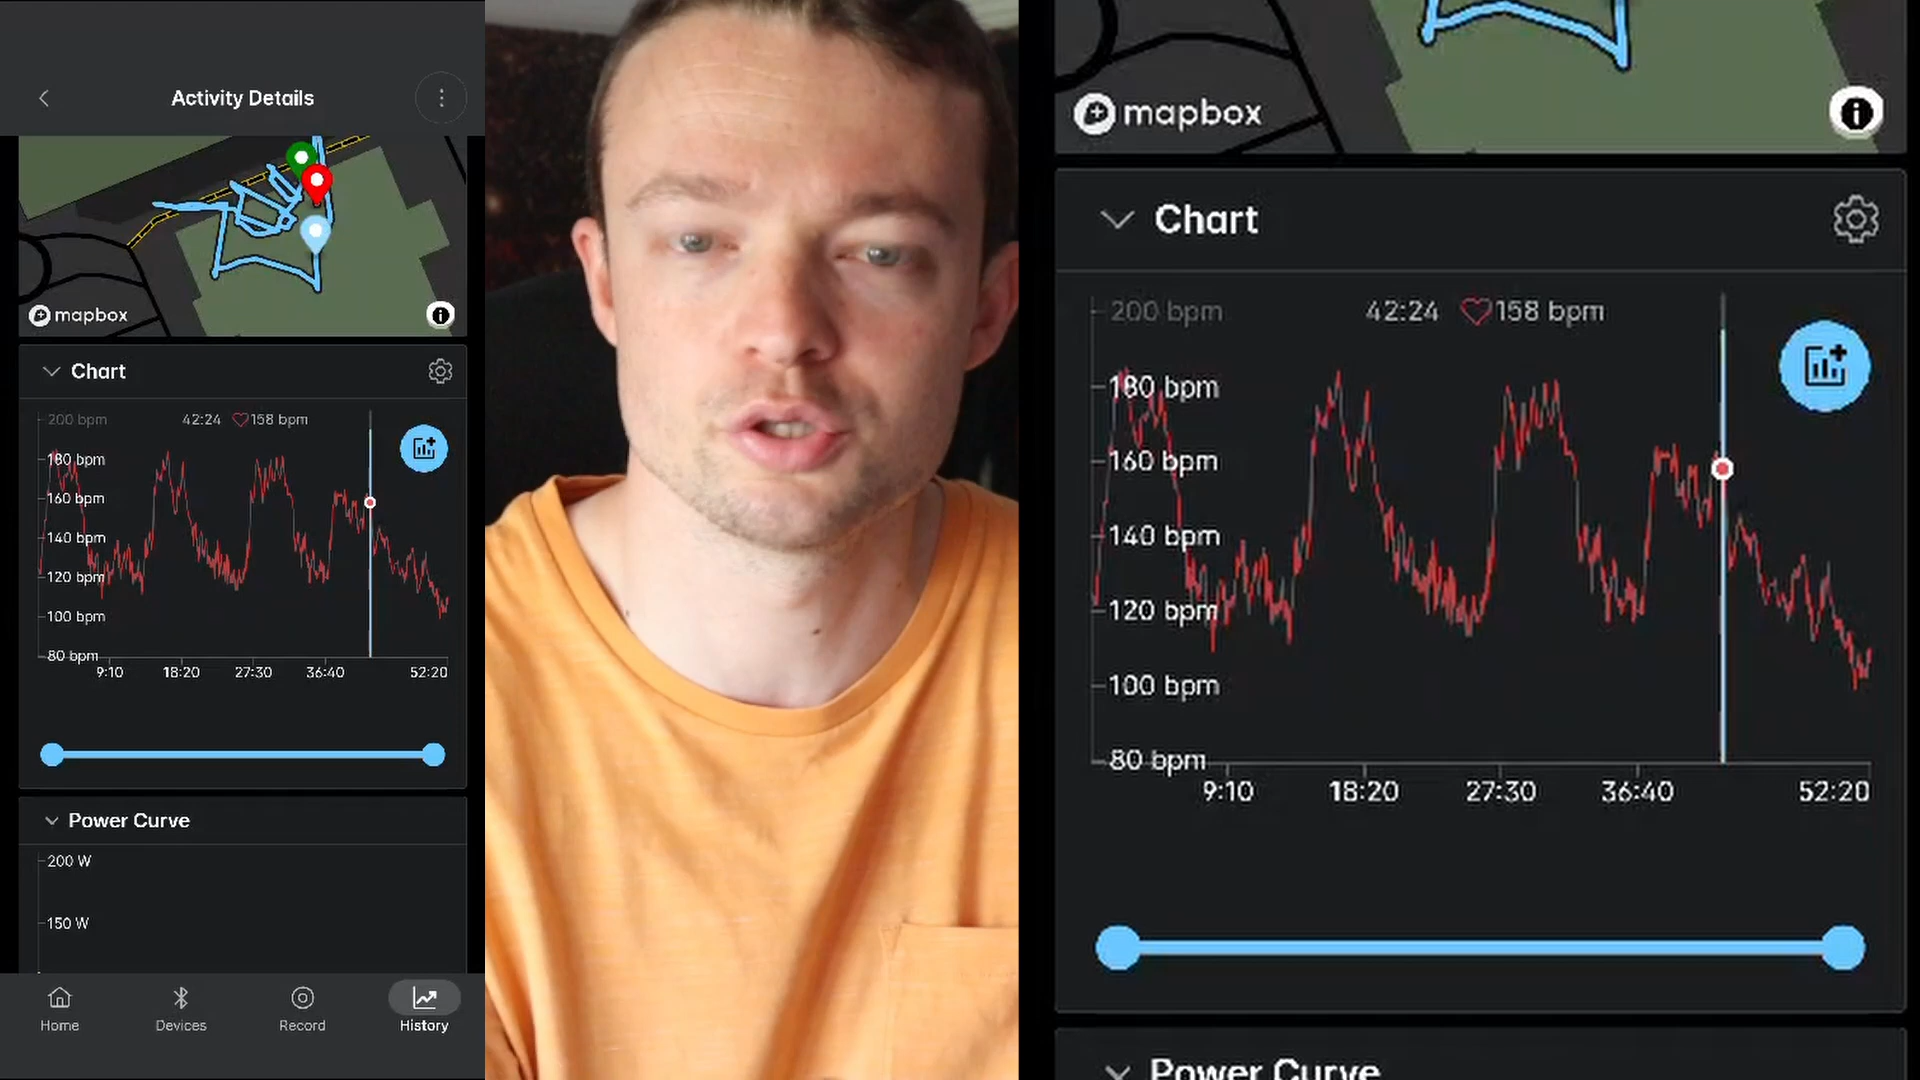 Activity Details
mapbox
Chart
200 bpm
42:24 158 bpm
180 bpm
160 bpm
140 bpm
120 bpm
100 bpm
80 bpm
9:10 18:20 27:30 36:40 52:20
Power Curve
200 W
150 W
Home Devices Record History
mapbox
Chart
200 bpm
42:24 158 bpm
180 bpm
160 bpm
140 bpm
120 bpm
100 bpm
80 bpm
9:10 18:20 27:30 36:40 52:20
Power Curve